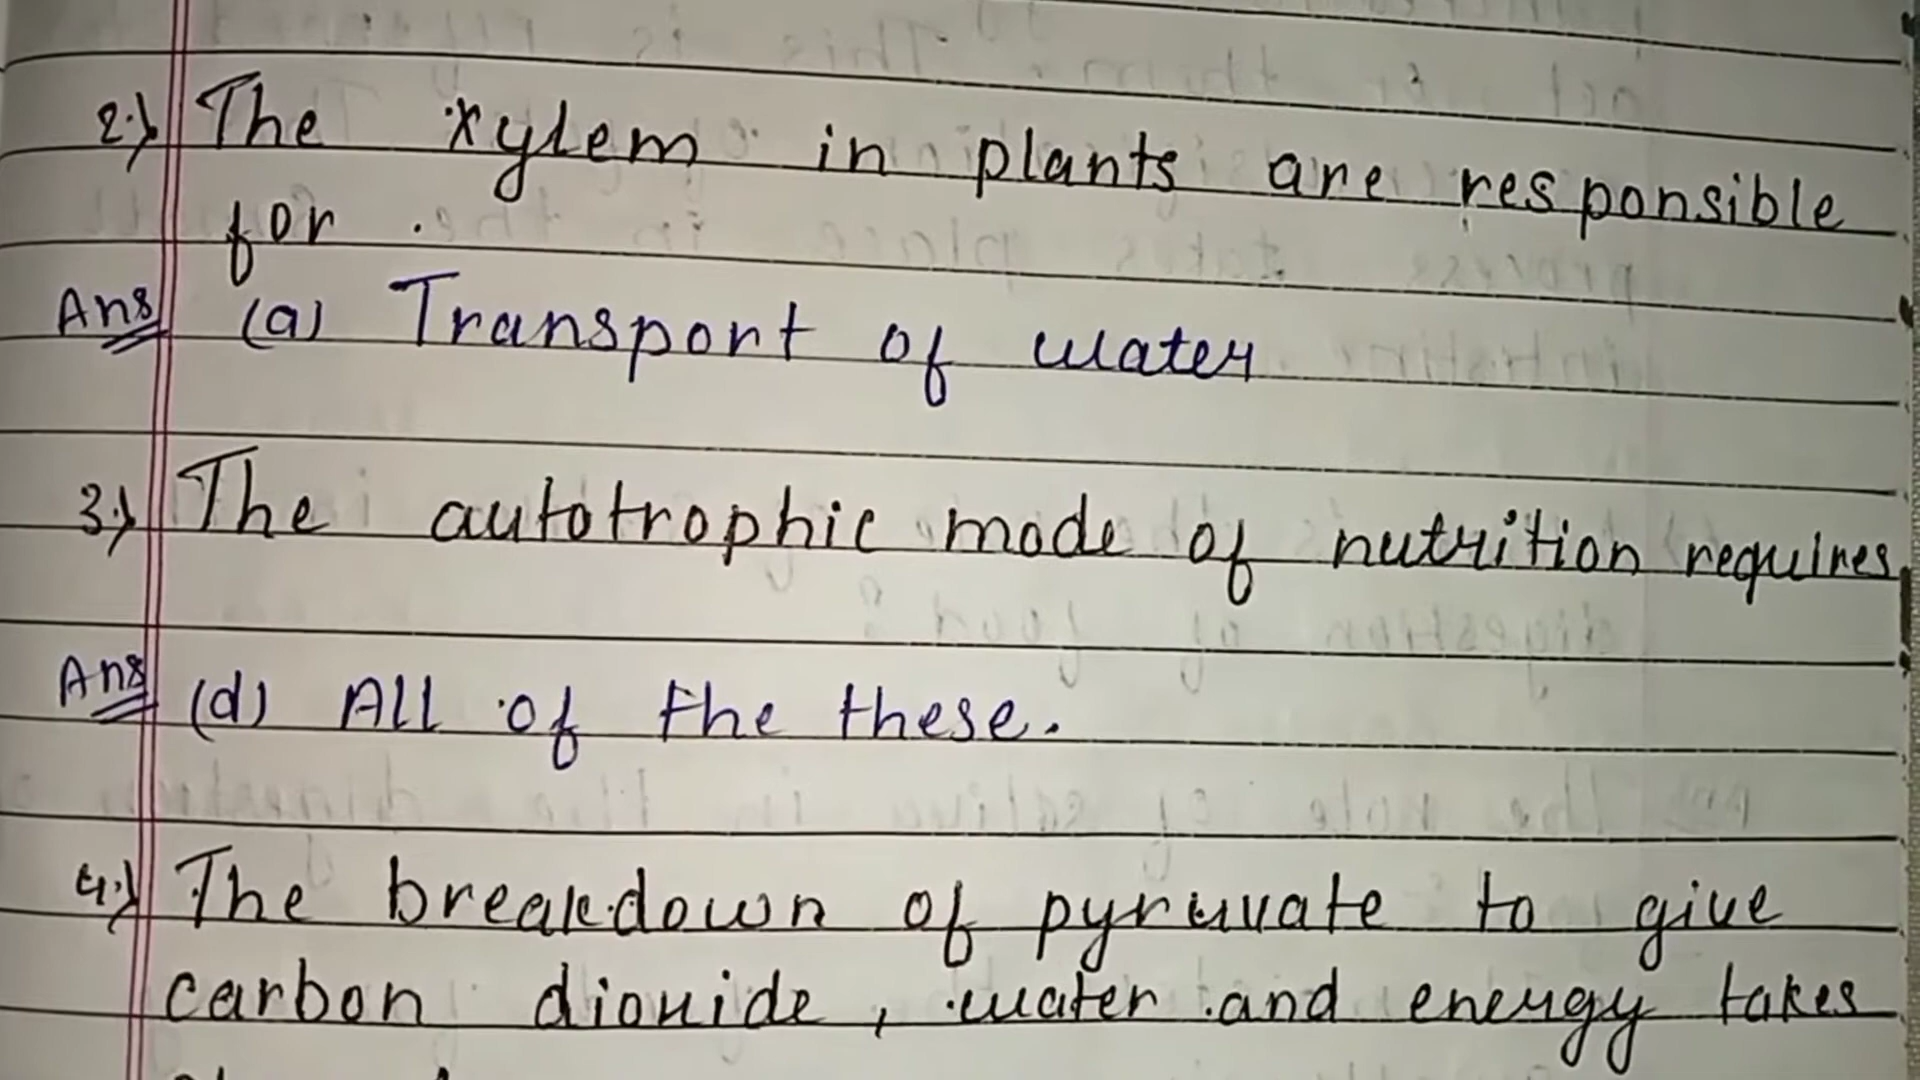 2.) The xylem in plants are responsible
for .
Ans (a) Transport of water
3.) The autotrophic mode of nutrition requires
Ans (d) All of the these.
4.) The breakdown of pyruvate to give
carbon dioxide, water and energy takes